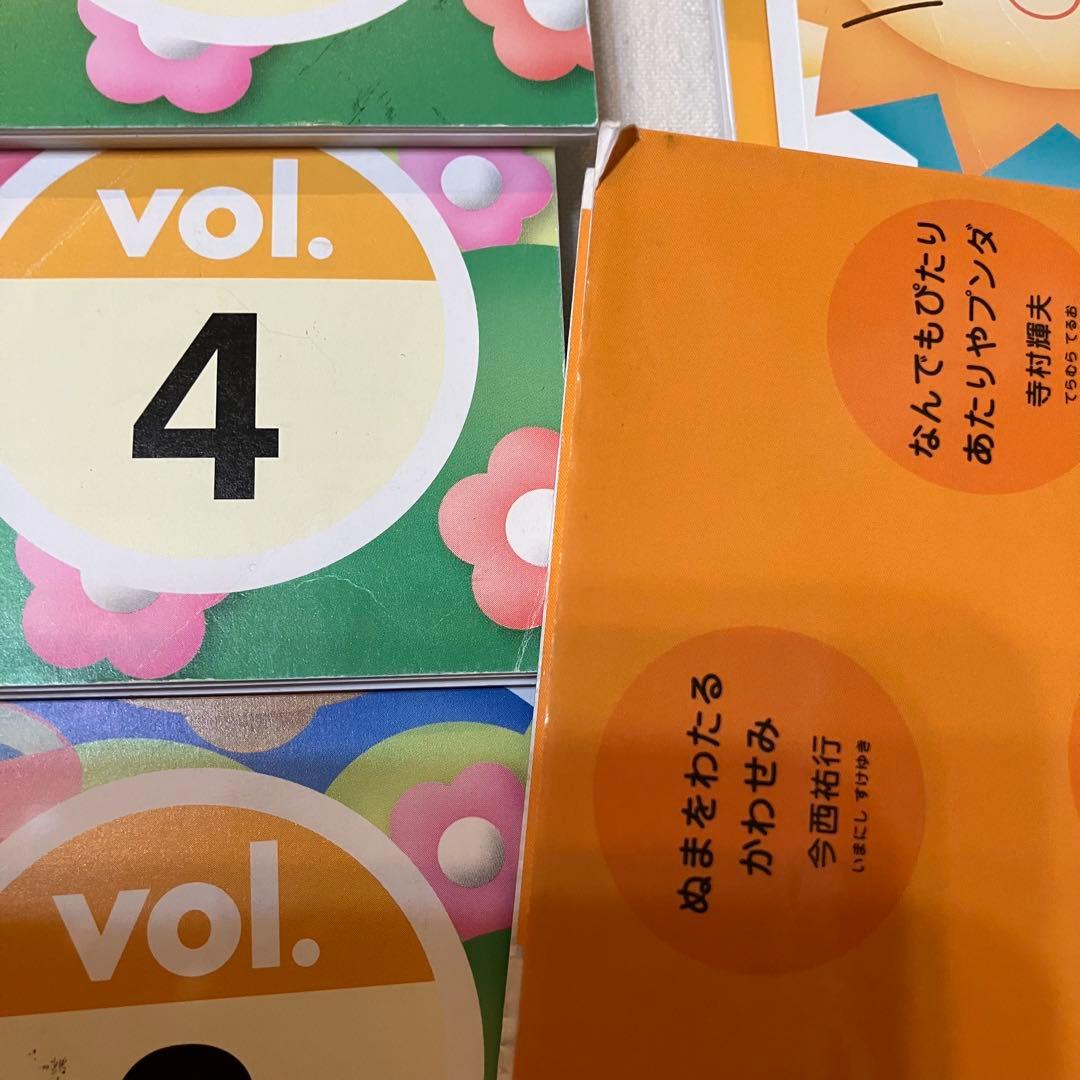 vol.
4
vol.
なんでもぴたり
あたりやプンダ
寺村輝夫
てらむら てるお
ぬまをわたる
かわせみ
今西祐行
いまにし すけゆき